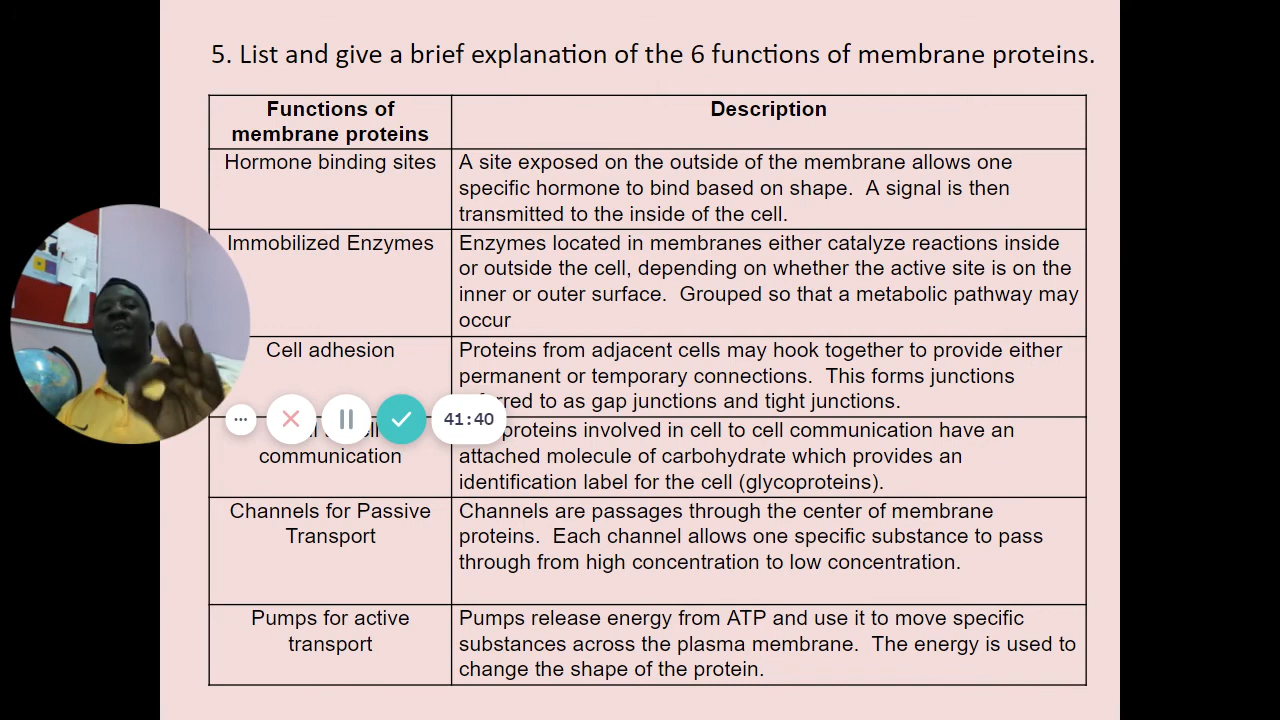 5. List and give a brief explanation of the 6 functions of membrane proteins.
Functions of
membrane proteins
Description
Hormone binding sites
A site exposed on the outside of the membrane allows one
specific hormone to bind based on shape. A signal is then
transmitted to the inside of the cell.
Immobilized Enzymes
Enzymes located in membranes either catalyze reactions inside
or outside the cell, depending on whether the active site is on the
inner or outer surface. Grouped so that a metabolic pathway may
occur
Cell adhesion
Proteins from adjacent cells may hook together to provide either
permanent or temporary connections. This forms junctions
to as gap junctions and tight junctions.
41:40
communication
proteins involved in cell to cell communication have an
attached molecule of carbohydrate which provides an
identification label for the cell (glycoproteins).
Channels for Passive
Transport
Channels are passages through the center of membrane
proteins. Each channel allows one specific substance to pass
through from high concentration to low concentration.
Pumps for active
transport
Pumps release energy from ATP and use it to move specific
substances across the plasma membrane. The energy is used to
change the shape of the protein.